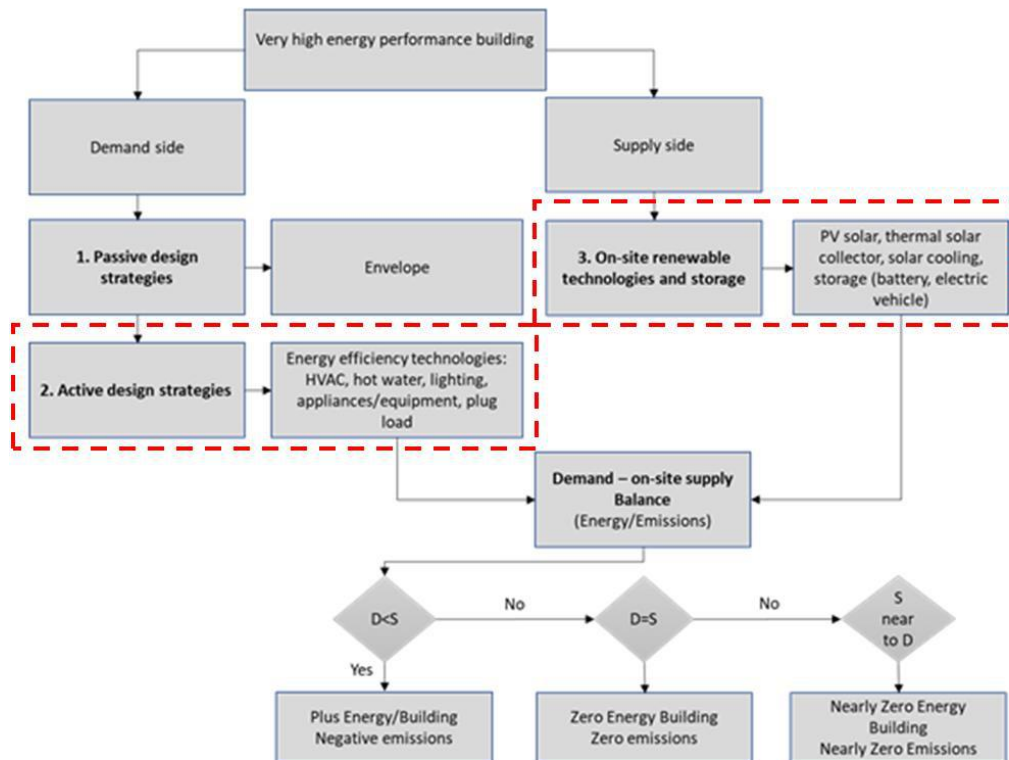 Very high energy performance building
Demand side
Supply side
1. Passive design
strategies
Envelope
3. On-site renewable
technologies and storage
PV solar, thermal solar
collector, solar cooling,
storage (battery, electric
vehicle)
2. Active design strategies
Energy efficiency technologies:
HVAC, hot water, lighting,
appliances/equipment, plug
load
Demand – on-site supply
Balance
(Energy/Emissions)
D<S
No
D=S
No
S
near
to D
Yes
Plus Energy/Building
Negative emissions
Zero Energy Building
Zero emissions
Nearly Zero Energy
Building
Nearly Zero Emissions